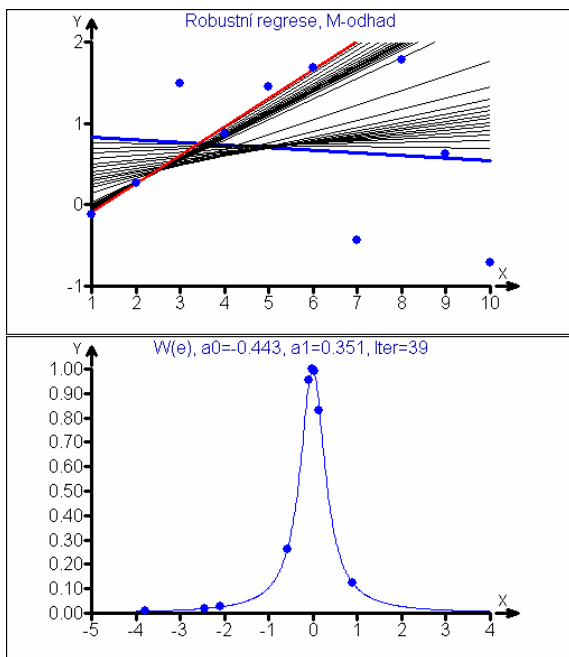 Robustní regrese, M-odhad
Y
2
1
0
-1
1 2 3 4 5 6 7 8 9 10
X
W(e), a0=-0.443, a1=0.351, Iter=39
Y
1.00
0.90
0.80
0.70
0.60
0.50
0.40
0.30
0.20
0.10
0.00
-5 -4 -3 -2 -1 0 1 2 3 4
X